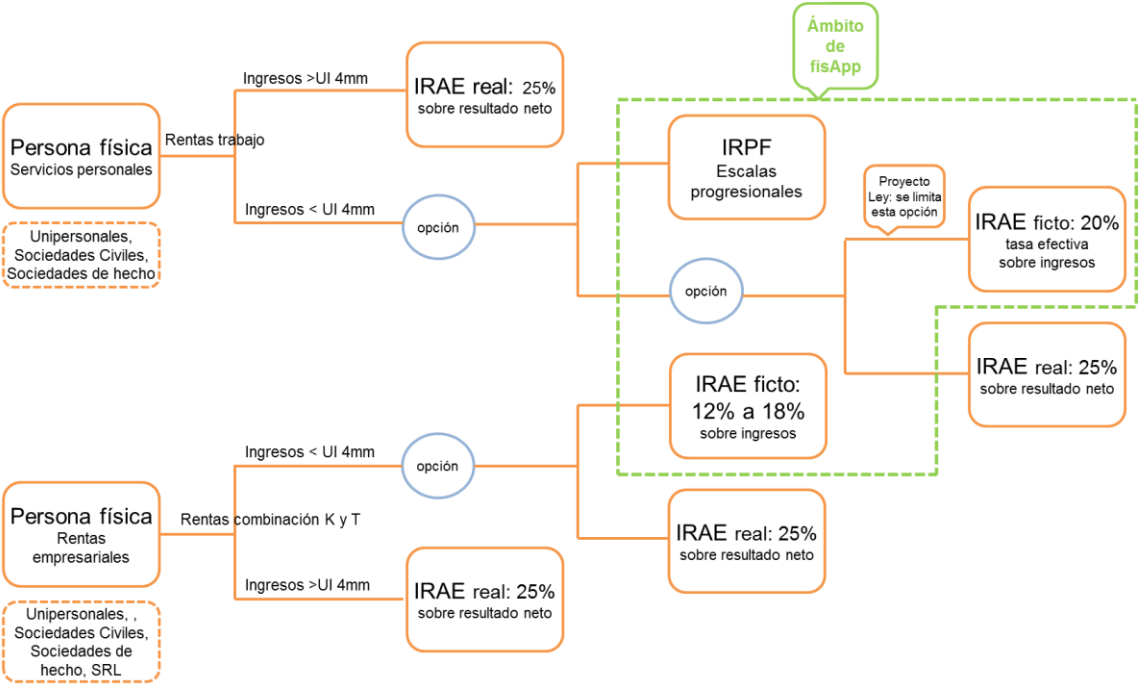 Ámbito
de
fisApp
Ingresos >UI 4mm
IRAE real: 25%
sobre resultado neto
Persona física
Servicios personales
Rentas trabajo
Ingresos < UI 4mm
opción
Unipersonales,
Sociedades Civiles,
Sociedades de hecho
IRPF
Escalas
progresionales
Proyecto
Ley: se limita
esta opción
IRAE ficto: 20%
tasa efectiva
sobre ingresos
opción
IRAE real: 25%
sobre resultado neto
IRAE ficto:
12% a 18%
sobre ingresos
Ingresos < UI 4mm
opción
Persona física
Rentas
empresariales
Rentas combinación K y T
IRAE real: 25%
sobre resultado neto
Ingresos >UI 4mm
IRAE real: 25%
sobre resultado neto
Unipersonales, ,
Sociedades Civiles,
Sociedades de
hecho, SRL